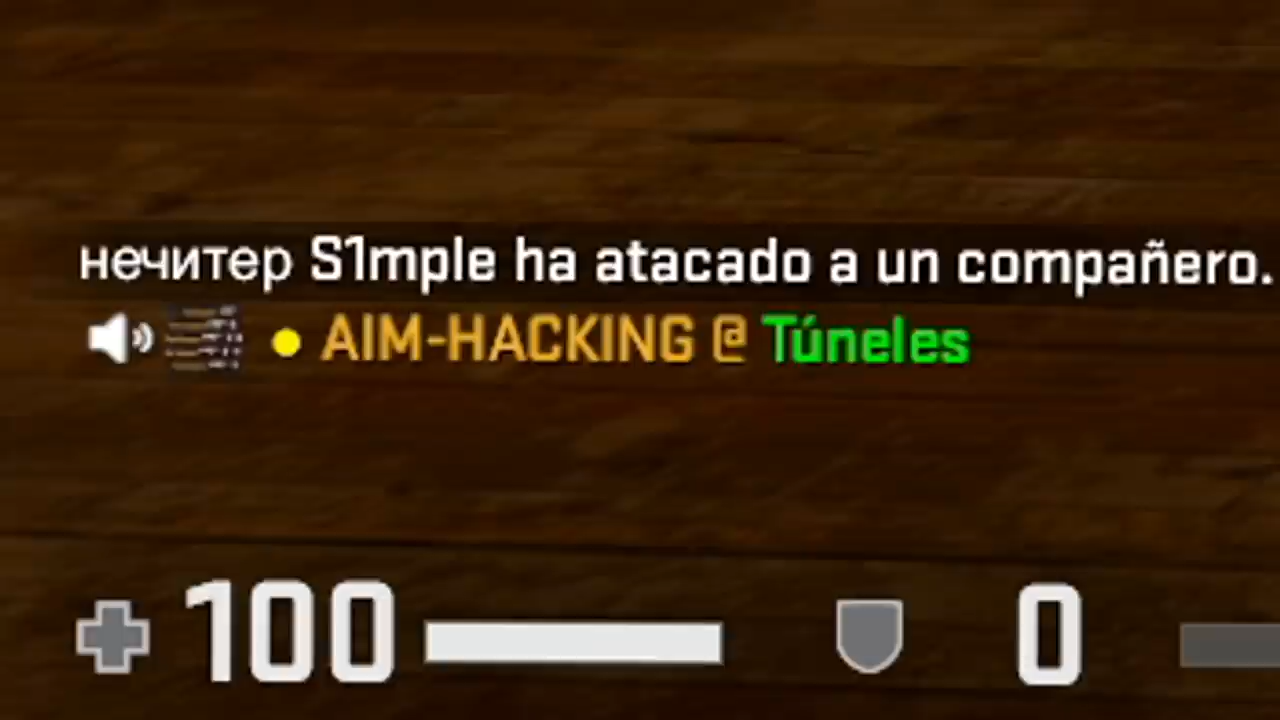 нечитер S1mple ha atacado a un compañero.
AIM-HACKING @ Túneles
100 0